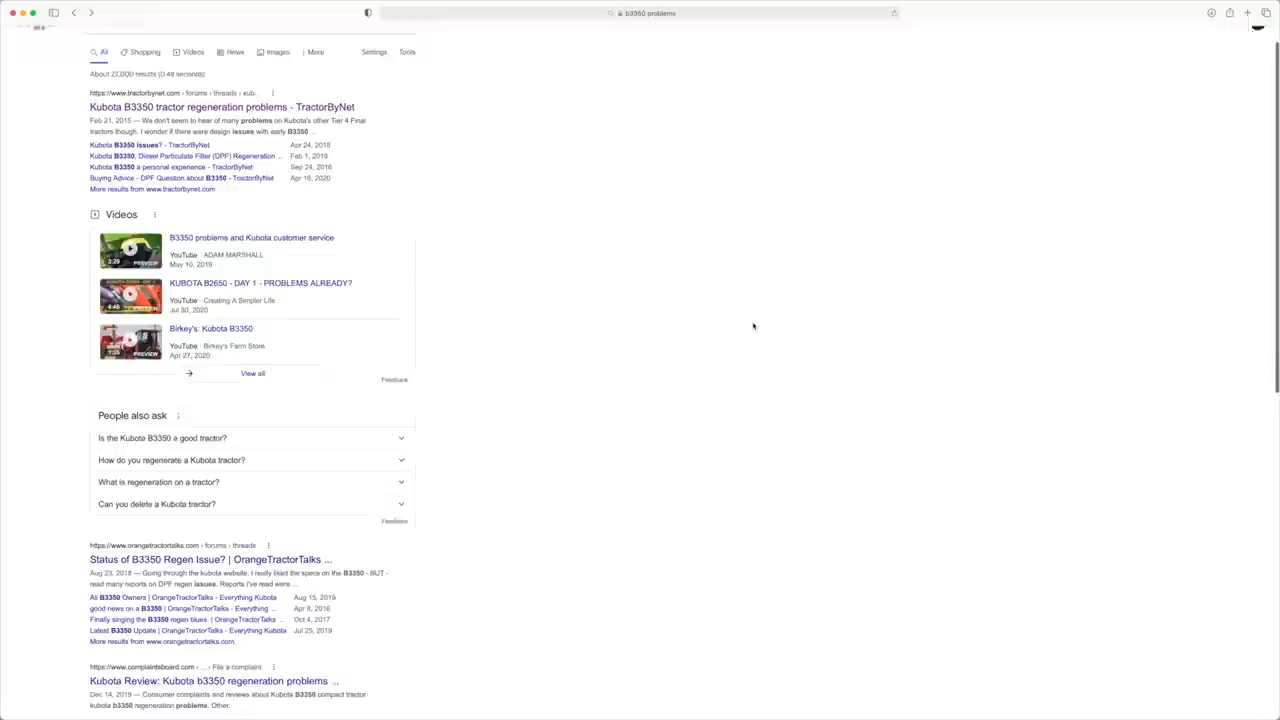 b3350 problems
All Shopping Videos News Images More Settings Tools
About 22,000 results (0.48 seconds)
https://www.tractorbynet.com › forums › threads › kub..
Kubota B3350 tractor regeneration problems - TractorByNet
Feb 21, 2015 — We don't seem to hear of many problems on Kubota's other Tier 4 Final
tractors though. I wonder if there were design issues with early B3350 ..
Kubota B3350 issues? - TractorByNet Apr 24, 2018
Kubota B3350, Diesel Particulate Filter (DPF) Regeneration ... Feb 1, 2019
Kubota B3350 a personal experience - TractorByNet Sep 24, 2016
Buying Advice - DPF Question about B3350 - TractorByNet Apr 16, 2020
More results from www.tractorbynet.com
Videos
B3350 problems and Kubota customer service
YouTube · ADAM MARSHALL
May 10, 2019
3:29 PREVIEW
KUBOTA B2650 - DAY 1 - PROBLEMS ALREADY?
YouTube · Creating A Simpler Life
Jul 30, 2020
4:48
Birkey's: Kubota B3350
YouTube · Birkey's Farm Store
Apr 27, 2020
PREVIEW
View all
Feedback
People also ask
Is the Kubota B3350 a good tractor?
How do you regenerate a Kubota tractor?
What is regeneration on a tractor?
Can you delete a Kubota tractor?
https://www.orangetractortalks.com › forums › threads
Status of B3350 Regen Issue? | OrangeTractorTalks ...
Aug 23, 2018 — Going through the kubota website. I really liked the specs on the B3350 - BUT -
read many reports on DPF regen issues. Reports I've read were ...
All B3350 Owners | OrangeTractorTalks - Everything Kubota Aug 15, 2019
good news on a B3350 | OrangeTractorTalks - Everything ... Apr 8, 2016
Finally singing the B3350 regen blues. | OrangeTractorTalks .. Oct 4, 2017
Latest B3350 Update | OrangeTractorTalks - Everything Kubota Jul 29, 2019
More results from www.orangetractortalks.com
https://www.complaintsboard.com › ... › File a complaint
Kubota Review: Kubota b3350 regeneration problems ...
Dec 14, 2019 — Consumer complaints and reviews about Kubota B3350 compact tractor
kubota b3350 regeneration problems. Other.